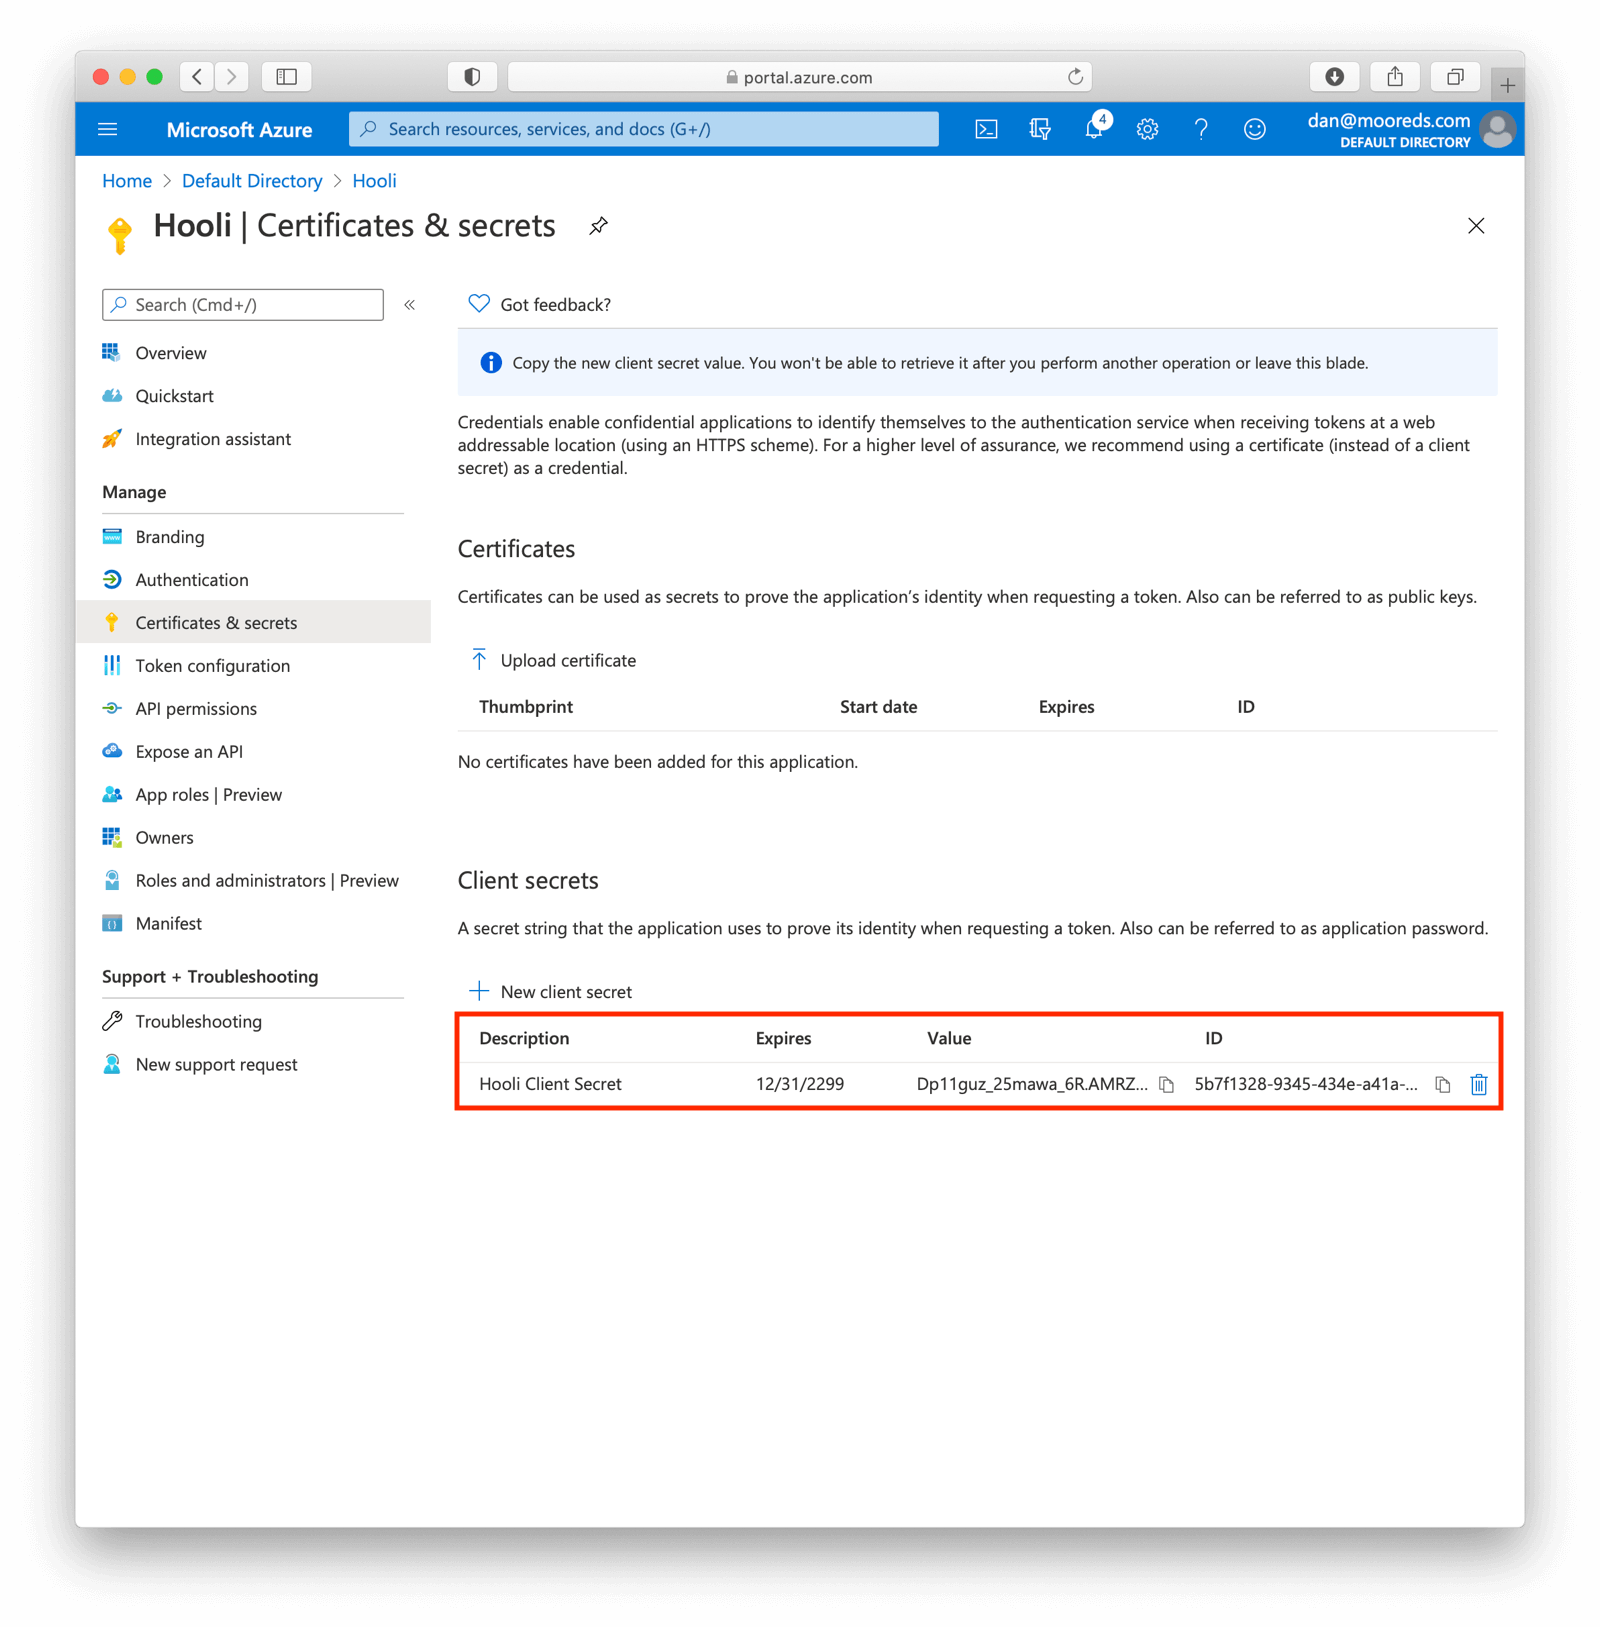 portal.azure.com
Microsoft Azure
Search resources, services, and docs (G+/)
4
dan@mooreds.com
DEFAULT DIRECTORY
Home > Default Directory > Hooli
Hooli | Certificates & secrets
Search (Cmd+/)
«
Overview
Quickstart
Integration assistant
Manage
Branding
Authentication
Certificates & secrets
Token configuration
API permissions
Expose an API
App roles | Preview
Owners
Roles and administrators | Preview
Manifest
Support + Troubleshooting
Troubleshooting
New support request
Got feedback?
Copy the new client secret value. You won't be able to retrieve it after you perform another operation or leave this blade.
Credentials enable confidential applications to identify themselves to the authentication service when receiving tokens at a web
addressable location (using an HTTPS scheme). For a higher level of assurance, we recommend using a certificate (instead of a client
secret) as a credential.
Certificates
Certificates can be used as secrets to prove the application’s identity when requesting a token. Also can be referred to as public keys.
Upload certificate
Thumbprint Start date Expires ID
No certificates have been added for this application.
Client secrets
A secret string that the application uses to prove its identity when requesting a token. Also can be referred to as application password.
New client secret
Description Expires Value ID
Hooli Client Secret 12/31/2299 Dp11guz_25mawa_6R.AMRZ... 5b7f1328-9345-434e-a41a-...